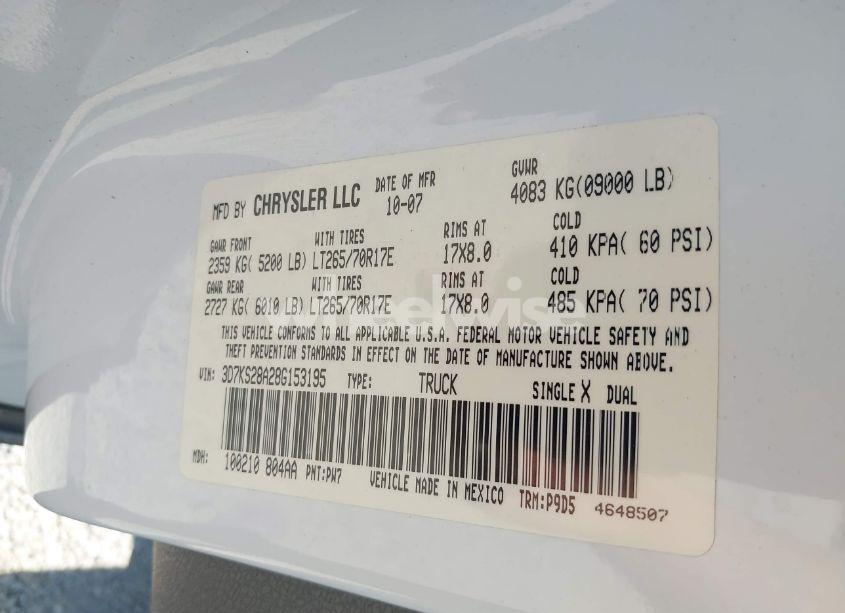 MFD BY CHRYSLER LLC DATE OF MFR 10-07 GVWR 4083 KG(09000 LB)
GAWR FRONT WITH TIRES RIMS AT COLD
2359 KG( 5200 LB) LT265/70R17E 17X8.0 410 KPA( 60 PSI)
GAWR REAR WITH TIRES RIMS AT COLD
2727 KG( 6010 LB) LT265/70R17E 17X8.0 485 KPA( 70 PSI)
THIS VEHICLE CONFORMS TO ALL APPLICABLE U.S.A. FEDERAL MOTOR VEHICLE SAFETY AND
THEFT PREVENTION STANDARDS IN EFFECT ON THE DATE OF MANUFACTURE SHOWN ABOVE.
VIN: 3D7KS28A28G153195 TYPE: TRUCK SINGLE X DUAL
MDH: 100210 804AA PNT:PW7 VEHICLE MADE IN MEXICO TRM:P9D5 4648507